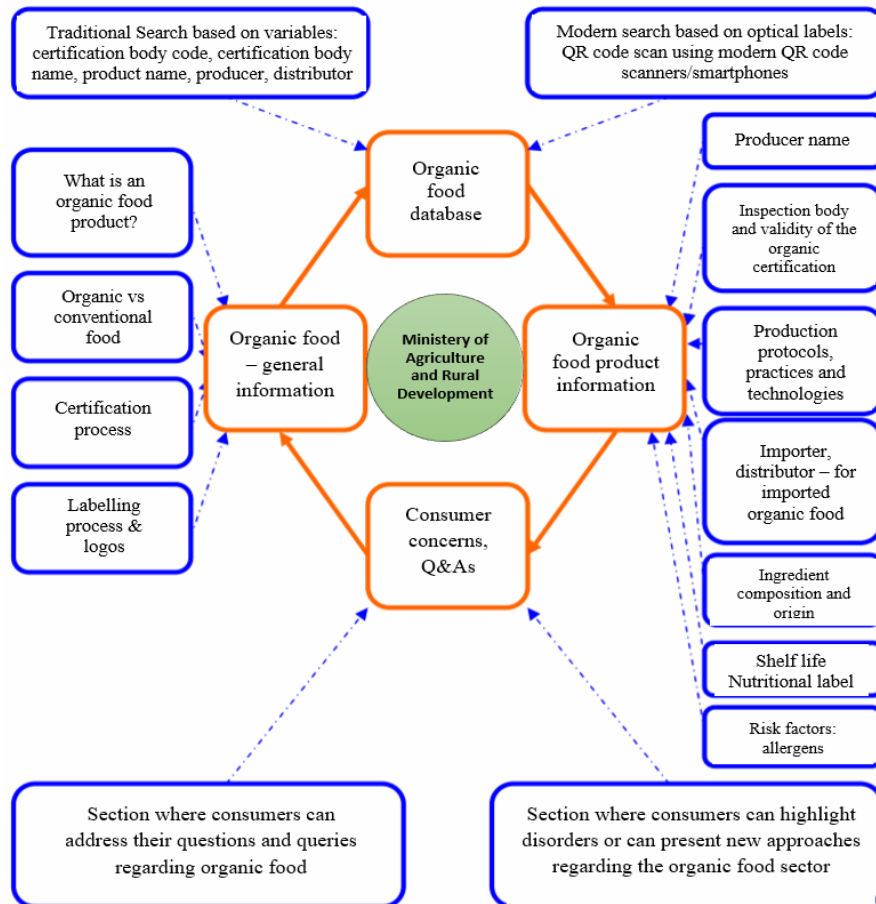 Traditional Search based on variables:
certification body code, certification body
name, product name, producer, distributor
Modern search based on optical labels:
QR code scan using modern QR code
scanners/smartphones
Organic
food
database
What is an
organic food
product?
Organic vs
conventional
food
Certification
process
Labelling
process &
logos
Organic food
– general
information
Ministery of
Agriculture
and Rural
Development
Organic
food product
information
Producer name
Inspection body
and validity of the
organic
certification
Production
protocols,
practices and
technologies
Importer,
distributor – for
imported
organic food
Ingredient
composition and
origin
Shelf life
Nutritional label
Risk factors:
allergens
Consumer
concerns,
Q&As
Section where consumers can
address their questions and queries
regarding organic food
Section where consumers can highlight
disorders or can present new approaches
regarding the organic food sector